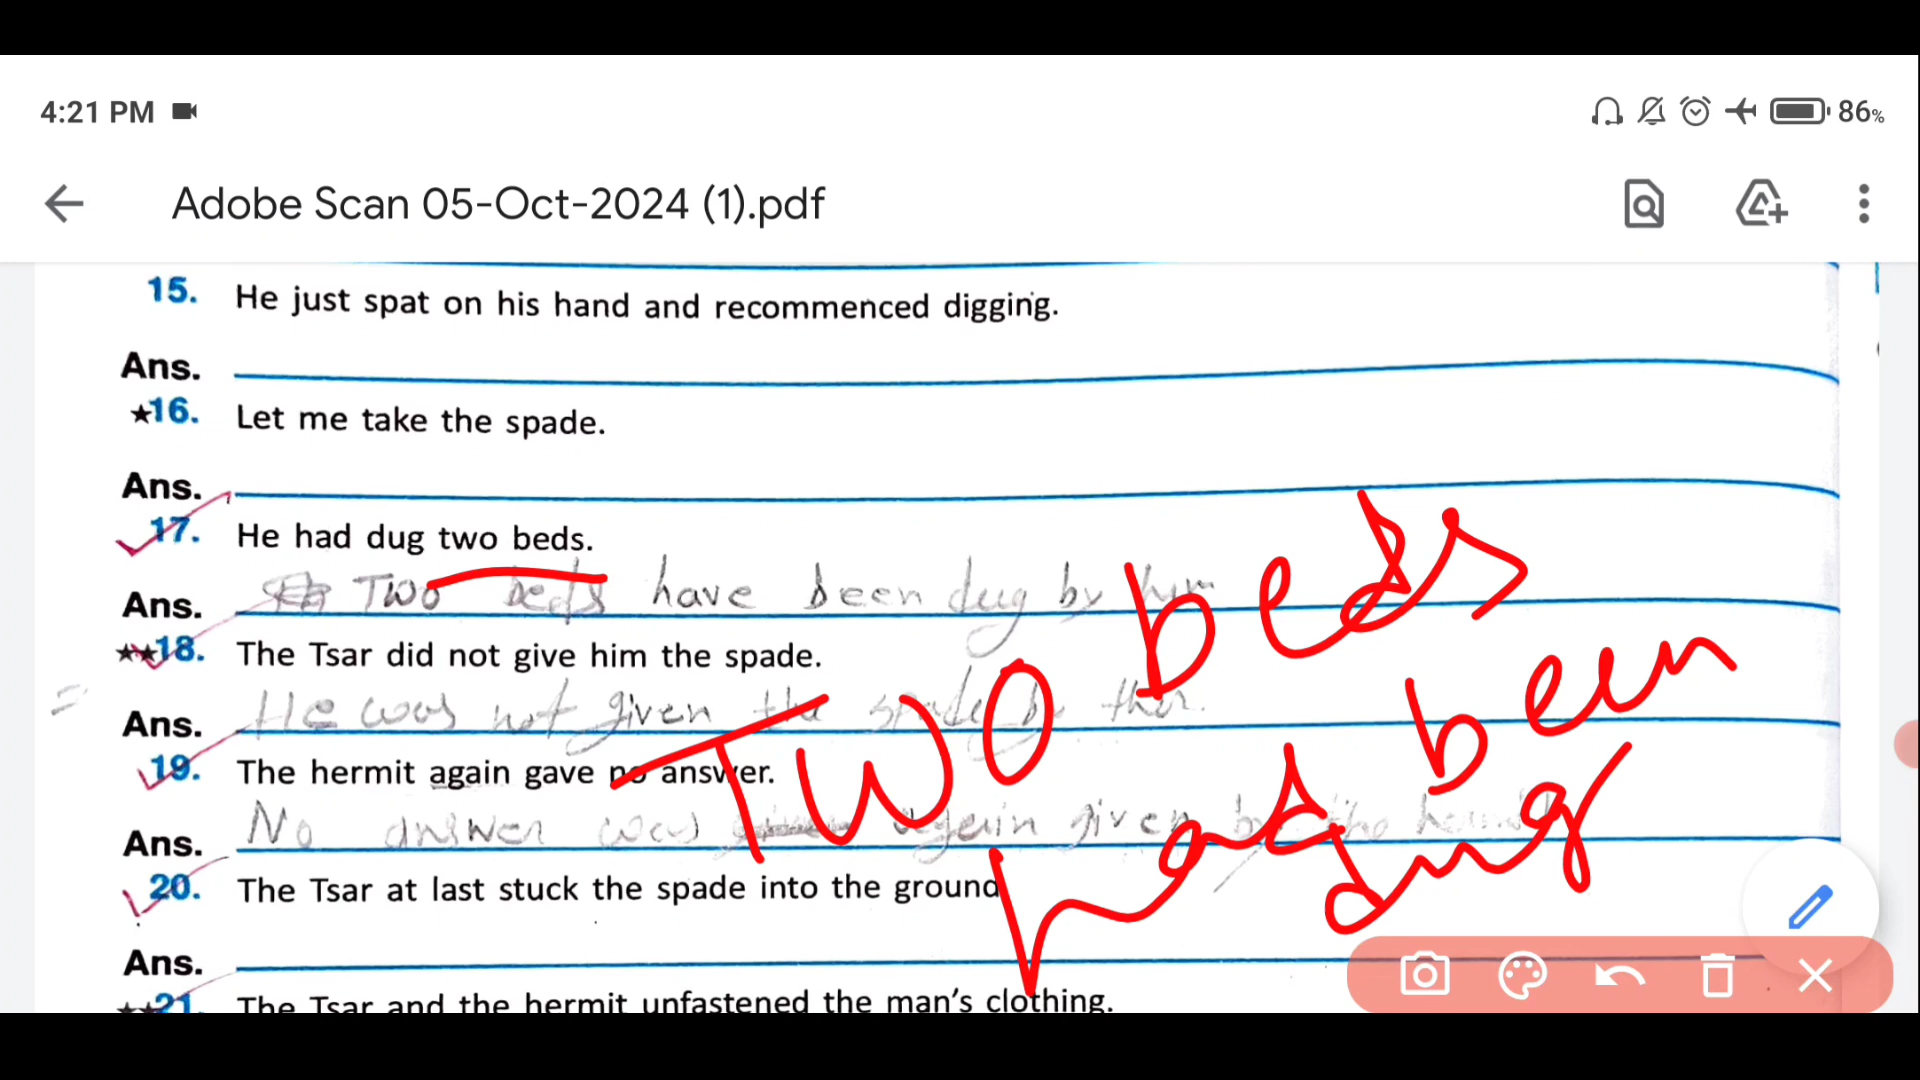 4:21 PM 86%
Adobe Scan 05-Oct-2024 (1).pdf
15. He just spat on his hand and recommenced digging.
Ans.
★16. Let me take the spade.
Ans.
17. He had dug two beds.
Ans. Two beds have been dug by him
★★18. The Tsar did not give him the spade.
Ans. He was not given the spade by
19. The hermit again gave no answer.
Ans. No answer was again given by the hermit
20. The Tsar at last stuck the spade into the ground
Ans.
★★21. The Tsar and the hermit unfastened the man's clothing.
Two beds
had been
dug